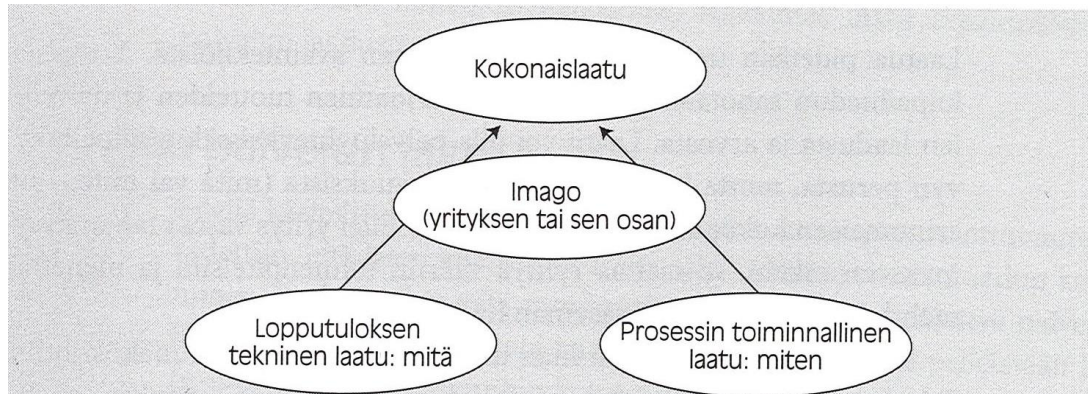 Kokonaislaatu
Imago
(yrityksen tai sen osan)
Lopputuloksen
tekninen laatu: mitä
Prosessin toiminnallinen
laatu: miten